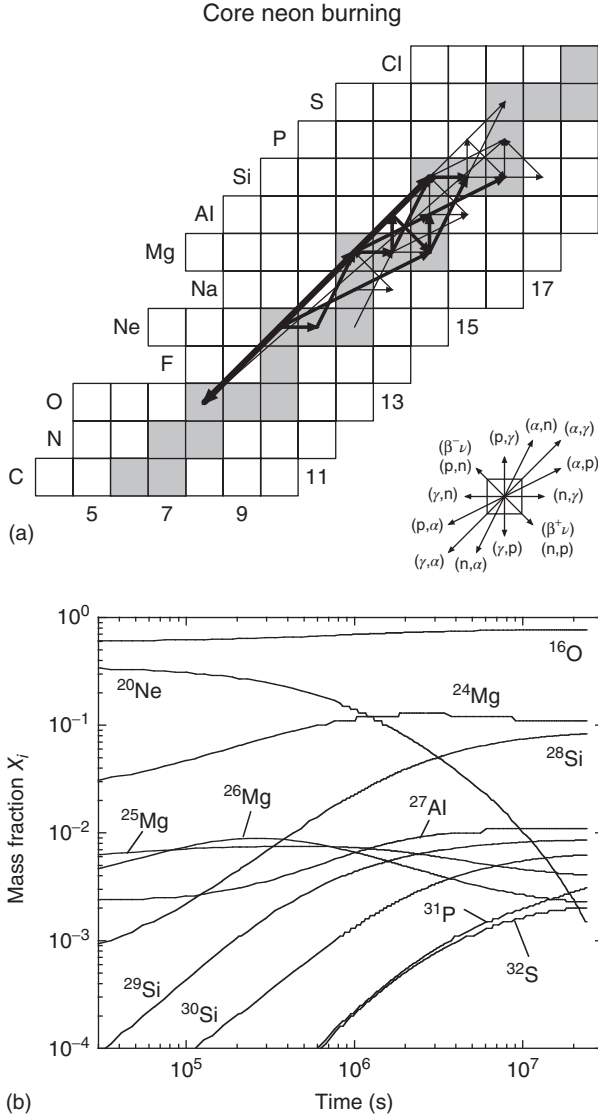 Core neon burning
Cl
S
P
Si
Al
Mg
Na
Ne
F
O
N
C
17
15
13
11
5 7 9
(a)
(p,γ)
(α,n)
(α,γ)
(α,p)
(n,γ)
(β⁺ν)
(n,p)
(γ,p)
(n,α)
(γ,α)
(p,α)
(γ,n)
(β⁻ν)
(p,n)
10⁰
10⁻¹
10⁻²
10⁻³
10⁻⁴
Mass fraction Xᵢ
¹⁶O
²⁰Ne
²⁴Mg
²⁸Si
²⁵Mg
²⁶Mg
²⁷Al
³¹P
³²S
²⁹Si
³⁰Si
10⁵ 10⁶ 10⁷
Time (s)
(b)